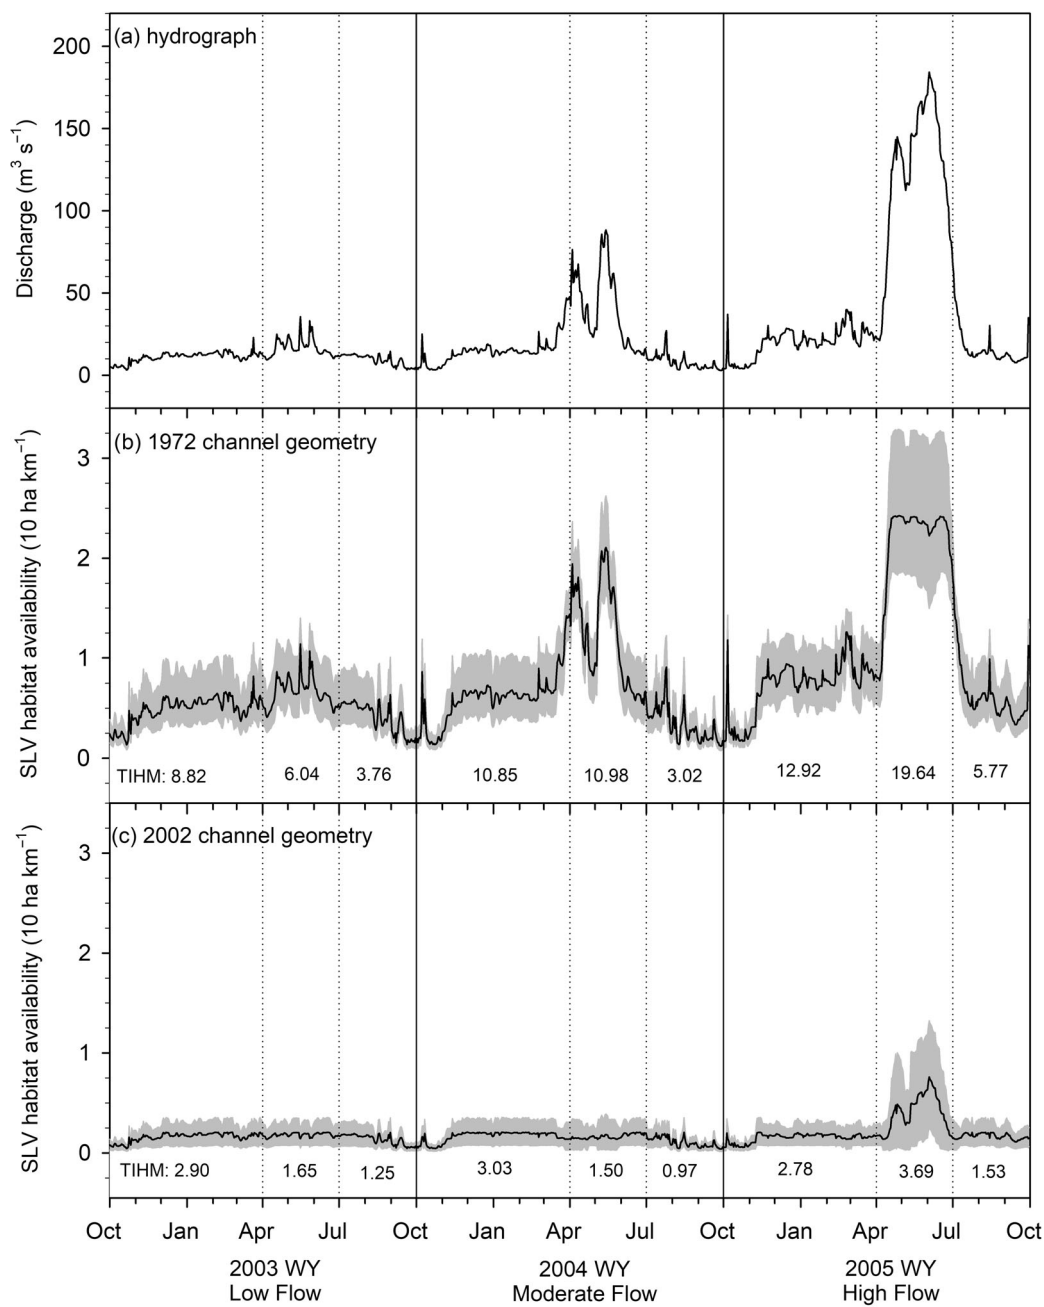 (a) hydrograph
200
150
100
50
0
Discharge (m³ s⁻¹)
(b) 1972 channel geometry
3
2
1
0
SLV habitat availability (10 ha km⁻¹)
TIHM: 8.82 6.04 3.76 10.85 10.98 3.02 12.92 19.64 5.77
(c) 2002 channel geometry
3
2
1
0
SLV habitat availability (10 ha km⁻¹)
TIHM: 2.90 1.65 1.25 3.03 1.50 0.97 2.78 3.69 1.53
Oct Jan Apr Jul Oct Jan Apr Jul Oct Jan Apr Jul Oct
2003 WY 2004 WY 2005 WY
Low Flow Moderate Flow High Flow